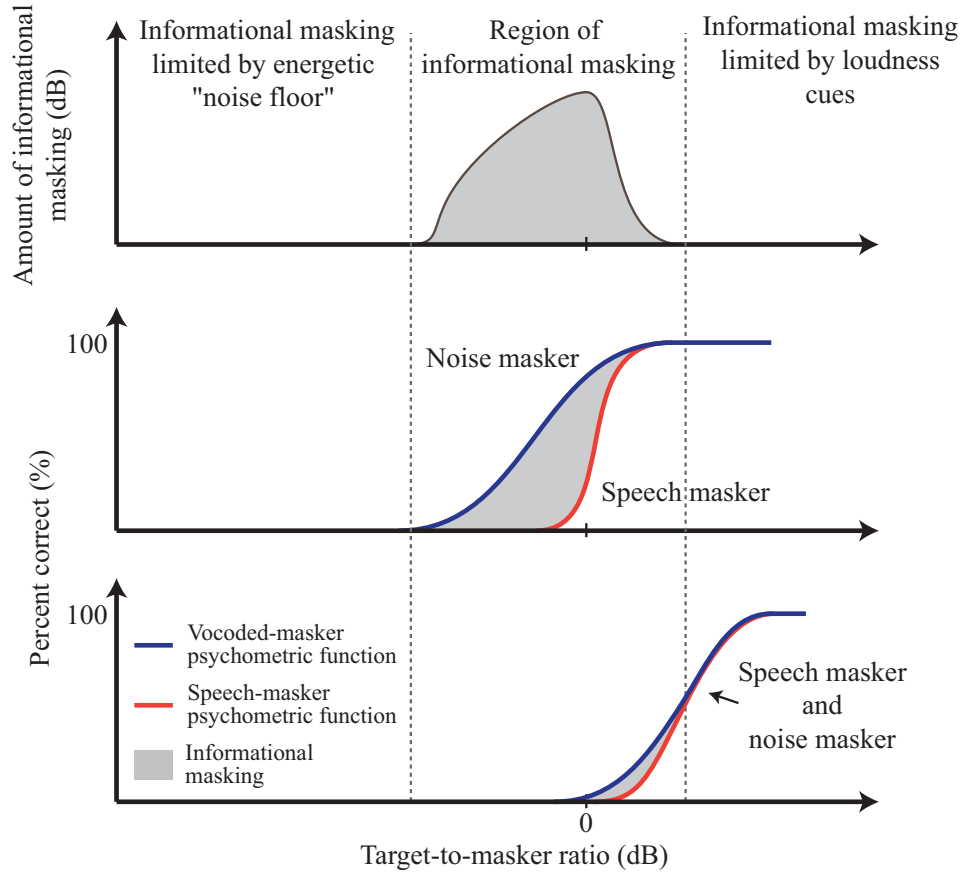 Informational masking
limited by energetic
"noise floor"
Region of
informational masking
Informational masking
limited by loudness
cues
Amount of informational
masking (dB)
100
Noise masker
Speech masker
Percent correct (%)
100
Vocoded-masker
psychometric function
Speech-masker
psychometric function
Informational
masking
Speech masker
and
noise masker
0
Target-to-masker ratio (dB)